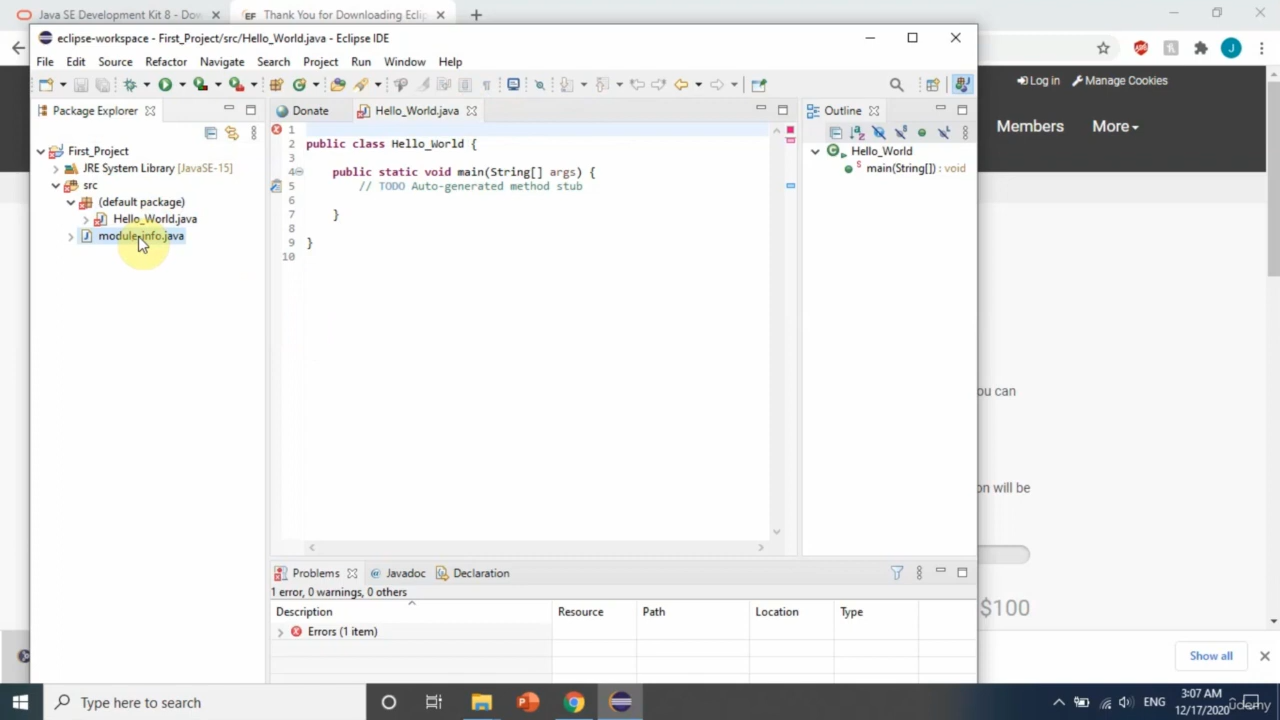 Java SE Development Kit 8 - Dov
EF Thank You for Downloading Eclip
eclipse-workspace - First_Project/src/Hello_World.java - Eclipse IDE
File Edit Source Refactor Navigate Search Project Run Window Help
J
Log in Manage Cookies
Members More
Package Explorer
Donate
Hello_World.java
Outline
First_Project
JRE System Library [JavaSE-15]
src
(default package)
Hello_World.java
module-info.java
1
2 public class Hello_World {
3
4 public static void main(String[] args) {
5 // TODO Auto-generated method stub
6
7 }
8
9 }
10
Hello_World
main(String[]) : void
ou can
on will be
$100
Problems Javadoc Declaration
1 error, 0 warnings, 0 others
Description Resource Path Location Type
Errors (1 item)
Show all
Type here to search
ENG
3:07 AM
12/17/2020
udemy